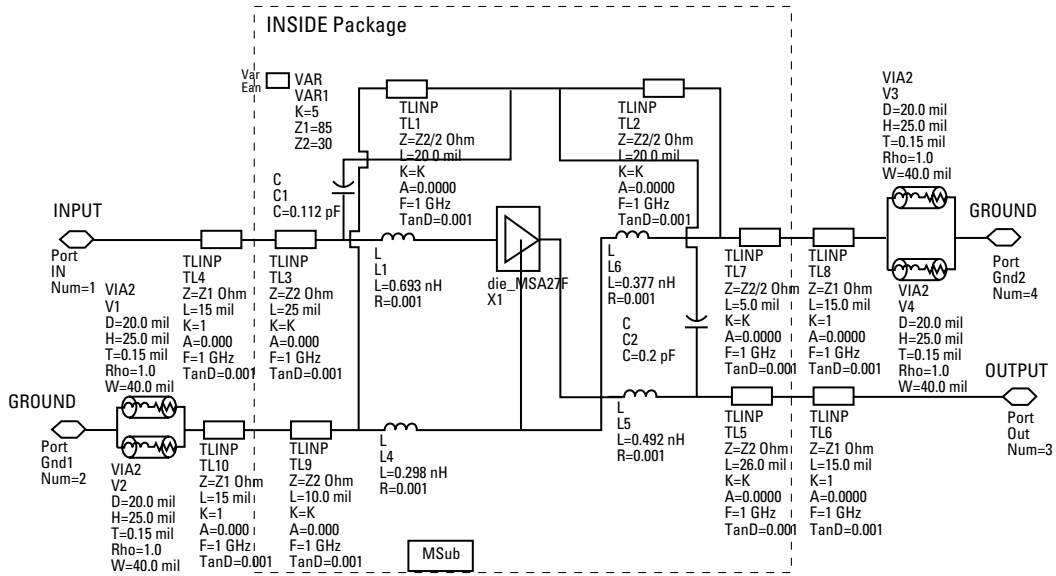 INSIDE Package
Var
Ean
VAR
VAR1
K=5
Z1=85
Z2=30
TLINP
TL1
Z=Z2/2 Ohm
L=20 0 mil
K=K
A=0.0000
F=1 GHz
TanD=0.001
TLINP
TL2
Z=Z2/2 Ohm
L=20 0 mil
K=K
A=0.0000
F=1 GHz
TanD=0.001
VIA2
V3
D=20.0 mil
H=25.0 mil
T=0.15 mil
Rho=1.0
W=40.0 mil
C
C1
C=0.112 pF
INPUT
Port
IN
Num=1
TLINP
TL4
Z=Z1 Ohm
L=15 mil
K=1
A=0.000
F=1 GHz
TanD=0.001
TLINP
TL3
Z=Z2 Ohm
L=25 mil
K=K
A=0.000
F=1 GHz
TanD=0.001
L
L1
L=0.693 nH
R=0.001
die_MSA27F
X1
L
L6
L=0.377 nH
R=0.001
C
C2
C=0.2 pF
TLINP
TL7
Z=Z2/2 Ohm
L=5.0 mil
K=K
A=0.0000
F=1 GHz
TanD=0.001
TLINP
TL8
Z=Z1 Ohm
L=15.0 mil
K=1
A=0.0000
F=1 GHz
TanD=0.001
VIA2
V4
D=20.0 mil
H=25.0 mil
T=0.15 mil
Rho=1.0
W=40.0 mil
GROUND
Port
Gnd2
Num=4
VIA2
V1
D=20.0 mil
H=25.0 mil
T=0.15 mil
Rho=1.0
W=40.0 mil
GROUND
Port
Gnd1
Num=2
VIA2
V2
D=20.0 mil
H=25.0 mil
T=0.15 mil
Rho=1.0
W=40.0 mil
TLINP
TL10
Z=Z1 Ohm
L=15 mil
K=1
A=0.000
F=1 GHz
TanD=0.001
TLINP
TL9
Z=Z2 Ohm
L=10.0 mil
K=K
A=0.000
F=1 GHz
TanD=0.001
L
L4
L=0.298 nH
R=0.001
L
L5
L=0.492 nH
R=0.001
TLINP
TL5
Z=Z2 Ohm
L=26.0 mil
K=K
A=0.0000
F=1 GHz
TanD=0.001
TLINP
TL6
Z=Z1 Ohm
L=15.0 mil
K=1
A=0.0000
F=1 GHz
TanD=0.001
OUTPUT
Port
Out
Num=3
MSub